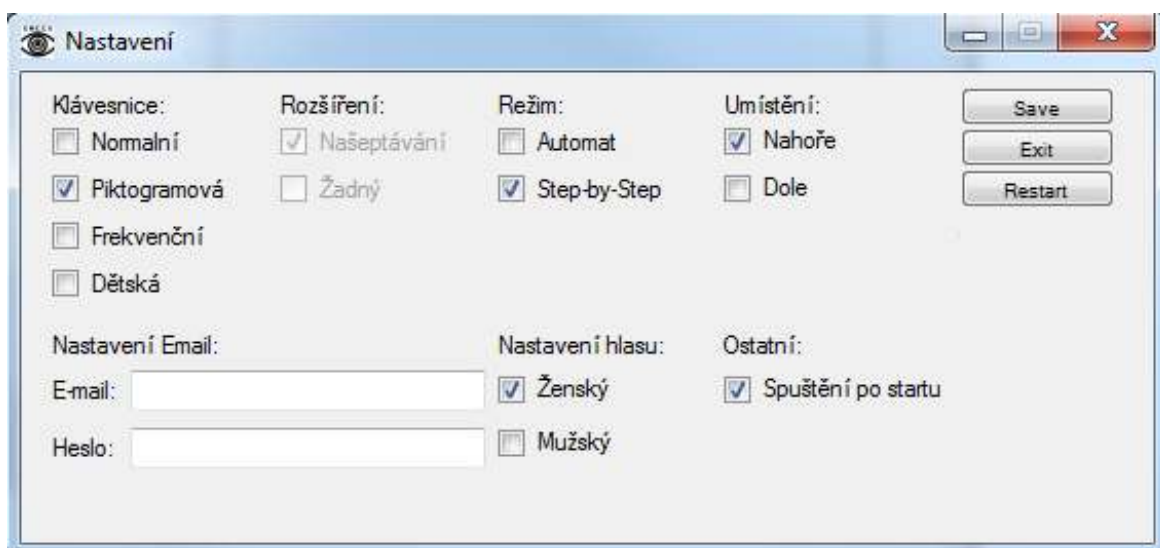 Nastavení
Klávesnice: Rozšíření: Režim: Umístění: Save
Normalní Našeptávání Automat Nahoře Exit
Piktogramová Žadný Step-by-Step Dole Restart
Frekvenční
Dětská
Nastavení Email: Nastavení hlasu: Ostatní:
E-mail: Ženský Spuštění po startu
Heslo: Mužský